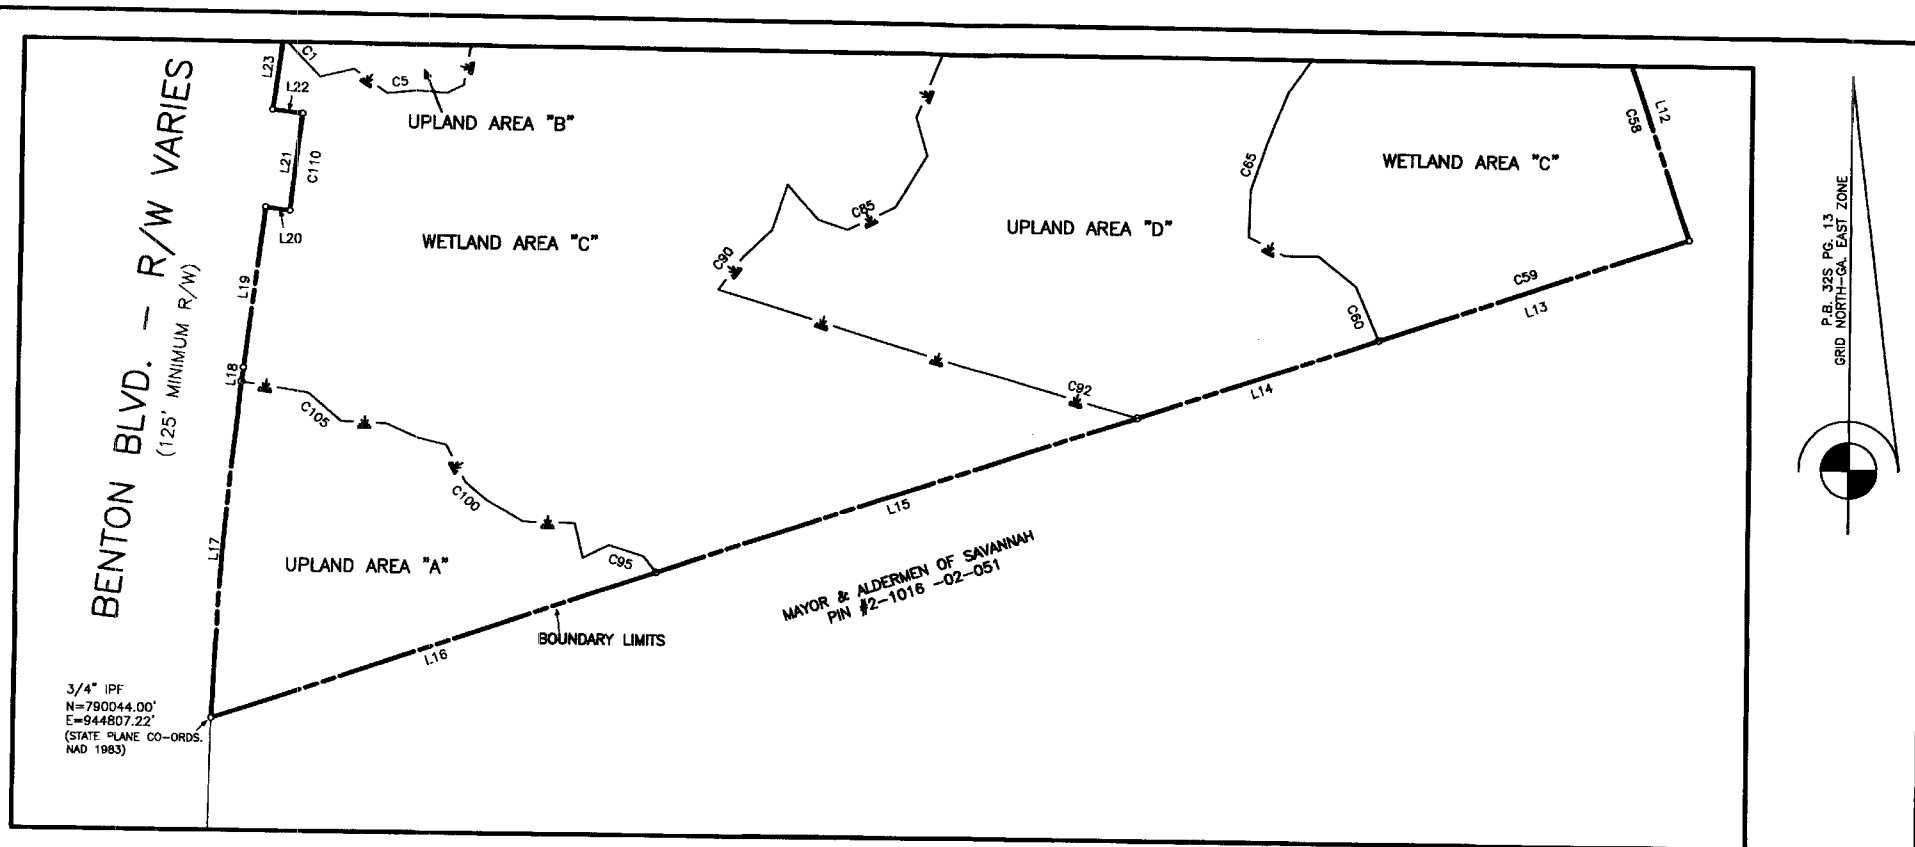 BENTON BLVD. - R/W VARIES
(125' MINIMUM R/W)
L23
C1
L22
C5
UPLAND AREA "B"
L21
C110
L20
WETLAND AREA "C"
L19
L18
C105
C100
L17
UPLAND AREA "A"
C95
C85
C90
UPLAND AREA "D"
C92
C65
WETLAND AREA "C"
C58
L12
C60
C59
L13
L14
L15
L16
BOUNDARY LIMITS
MAYOR & ALDERMEN OF SAVANNAH
PIN #2-1016 -02-051
3/4" IPF
N=790044.00'
E=944807.22'
(STATE PLANE CO-ORDS.
NAD 1983)
P.B. 32S PG. 13
GRID NORTH-GA. EAST ZONE